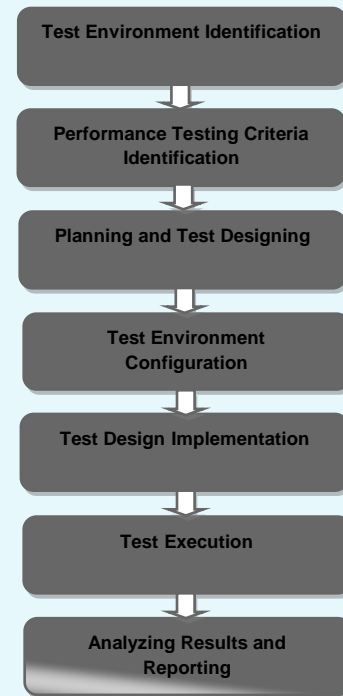 Test Environment Identification
Performance Testing Criteria
Identification
Planning and Test Designing
Test Environment
Configuration
Test Design Implementation
Test Execution
Analyzing Results and
Reporting